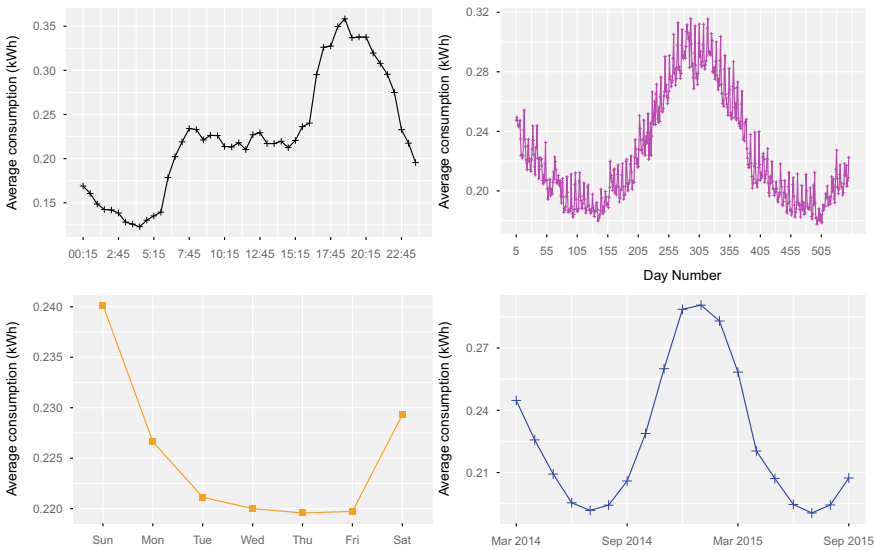 Average consumption (kWh)
0.35
0.30
0.25
0.20
0.15
00:15 2:45 5:15 7:45 10:15 12:45 15:15 17:45 20:15 22:45
Average consumption (kWh)
0.32
0.28
0.24
0.20
5 55 105 155 205 255 305 355 405 455 505
Day Number
Average consumption (kWh)
0.240
0.235
0.230
0.225
0.220
Sun Mon Tue Wed Thu Fri Sat
Average consumption (kWh)
0.27
0.24
0.21
Mar 2014 Sep 2014 Mar 2015 Sep 2015